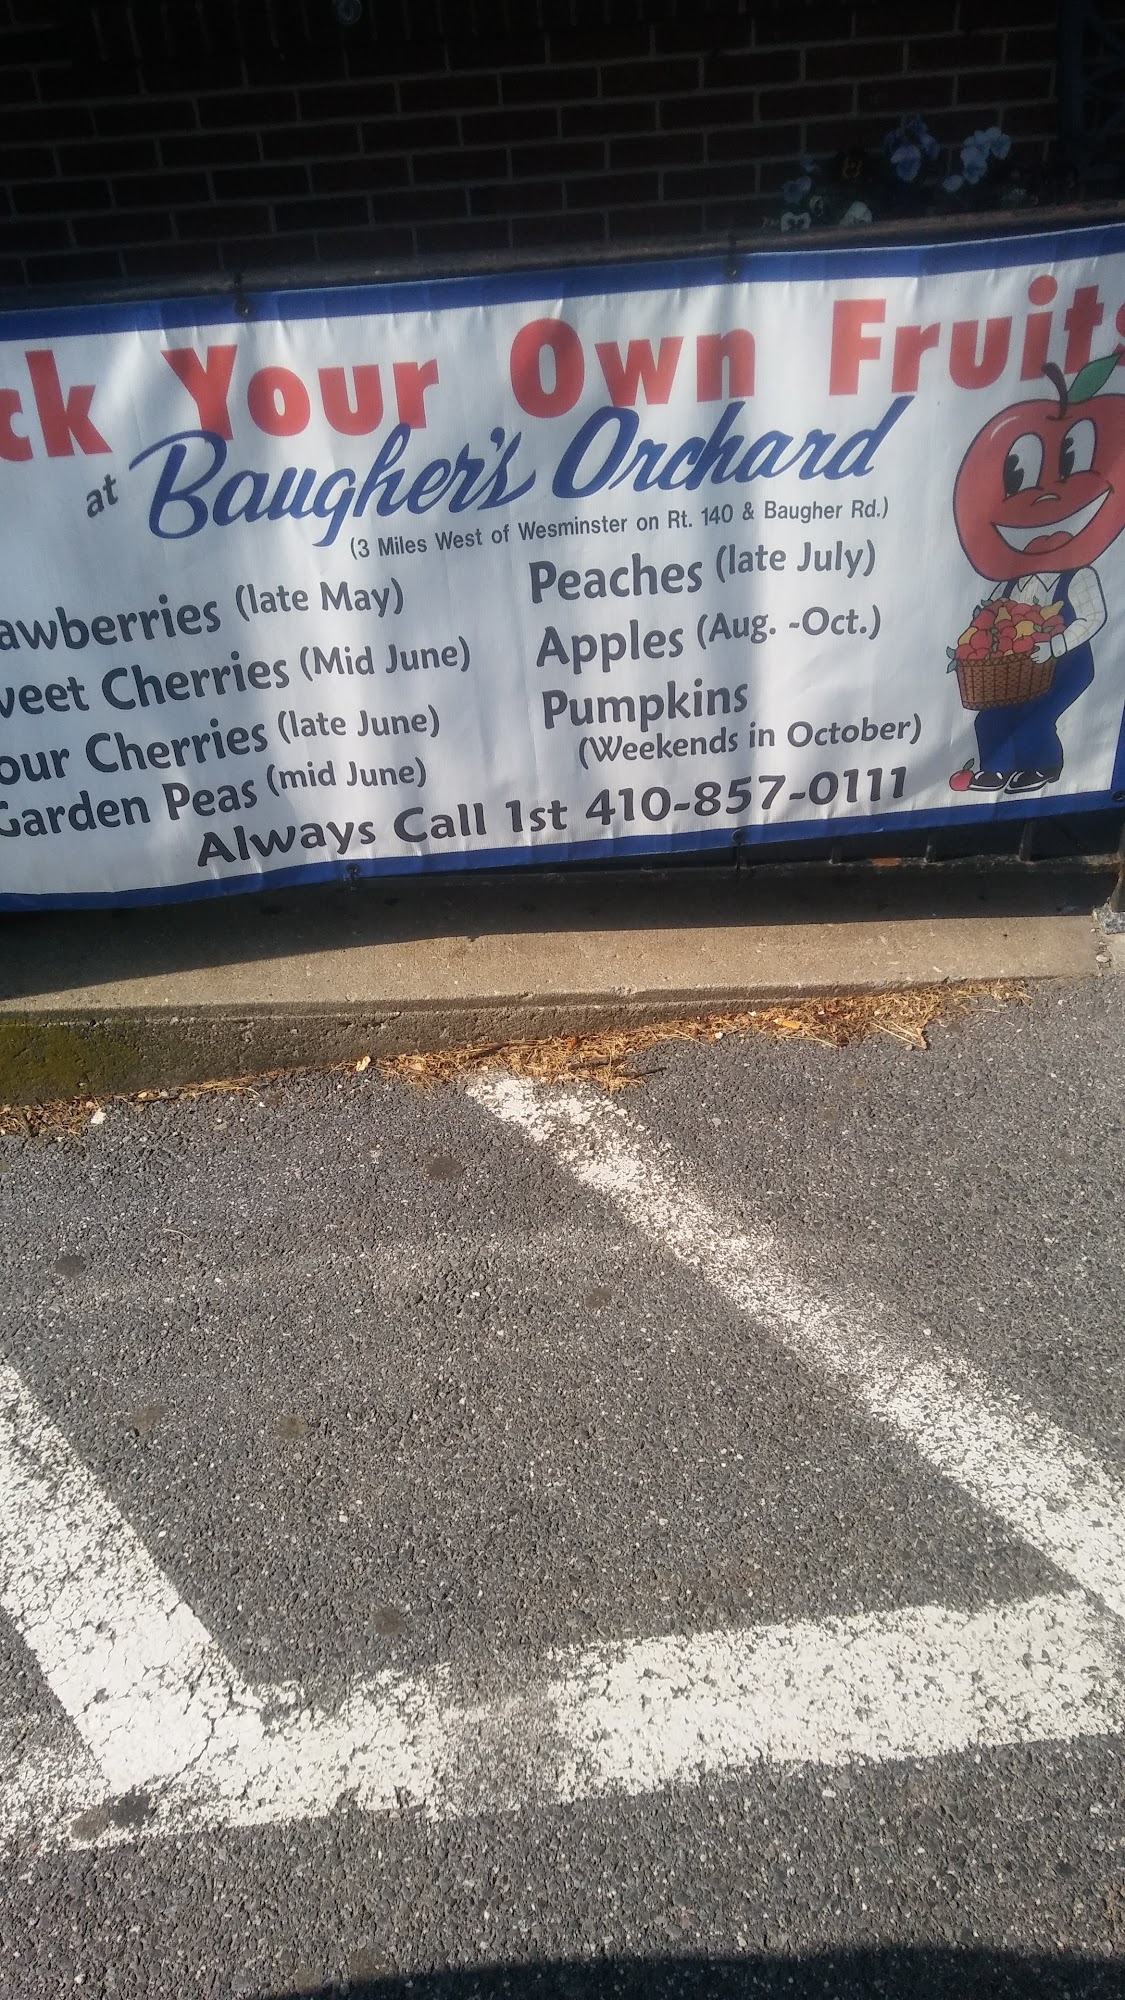 ck Your Own Fruits
at Baugher's Orchard
(3 Miles West of Wesminster on Rt. 140 & Baugher Rd.)
awberries (late May)
weet Cherries (Mid June)
our Cherries (late June)
Garden Peas (mid June)
Peaches (late July)
Apples (Aug. -Oct.)
Pumpkins
(Weekends in October)
Always Call 1st 410-857-0111